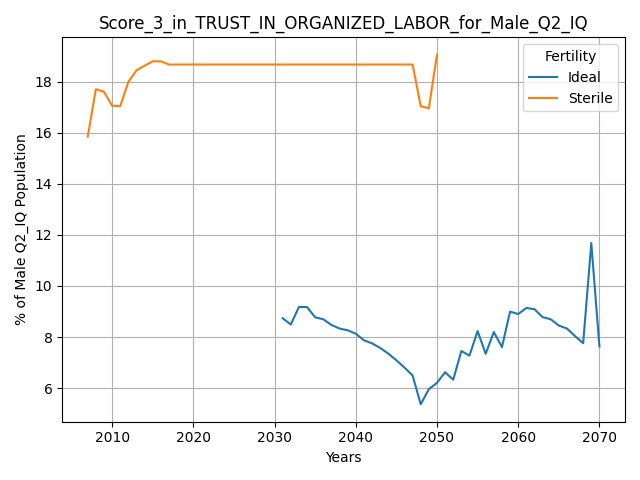 Score_3_in_TRUST_IN_ORGANIZED_LABOR_for_Male_Q2_IQ
Fertility
Ideal
Sterile
% of Male Q2_IQ Population
18
16
14
12
10
8
6
2010 2020 2030 2040 2050 2060 2070
Years